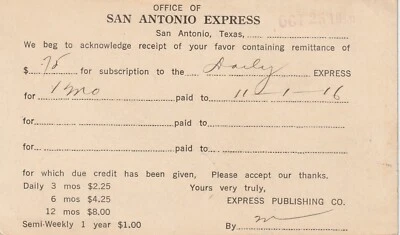 OFFICE OF
SAN ANTONIO EXPRESS
San Antonio, Texas,
We beg to acknowledge receipt of your favor containing remittance of
$ 75 for subscription to the Daily EXPRESS
for 1 mo paid to 11-1-16
for paid to
for which due credit has been given, Please accept our thanks.
Daily 3 mos $2.25 Yours very truly,
6 mos $4.25 EXPRESS PUBLISHING CO.
12 mos $8.00
Semi-Weekly 1 year $1.00 By